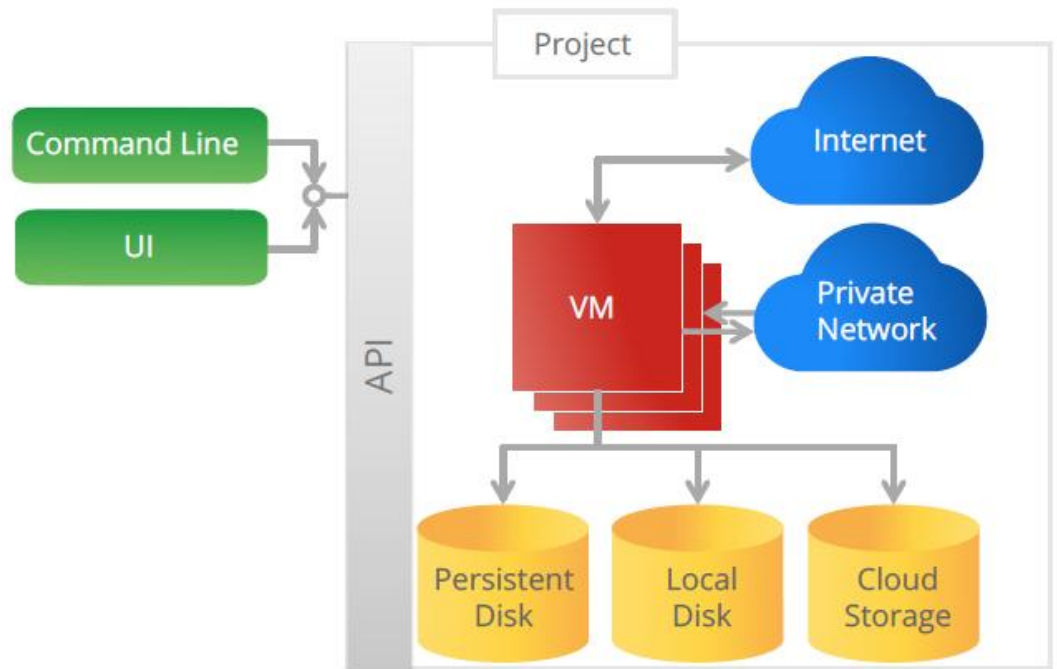 Project
Command Line
UI
API
Internet
VM
Private
Network
Persistent
Disk
Local
Disk
Cloud
Storage